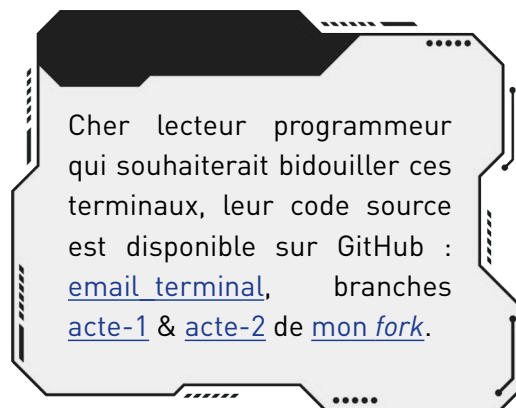 Cher lecteur programmeur
qui souhaiterait bidouiller ces
terminaux, leur code source
est disponible sur GitHub :
email terminal, branches
acte-1 & acte-2 de mon fork.